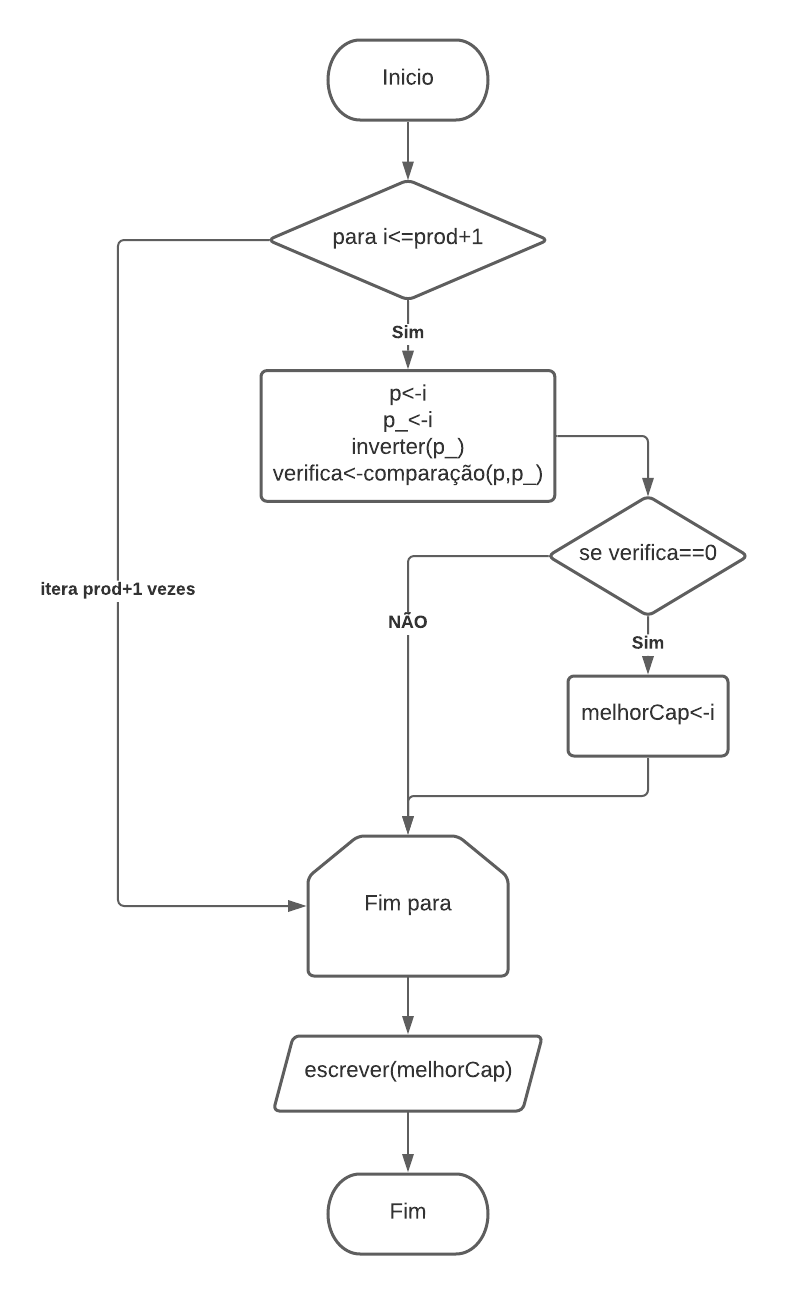 Inicio
para i<=prod+1
Sim
p<-i
p_<-i
inverter(p_)
verifica<-comparação(p,p_)
se verifica==0
itera prod+1 vezes
NÃO
Sim
melhorCap<-i
Fim para
escrever(melhorCap)
Fim